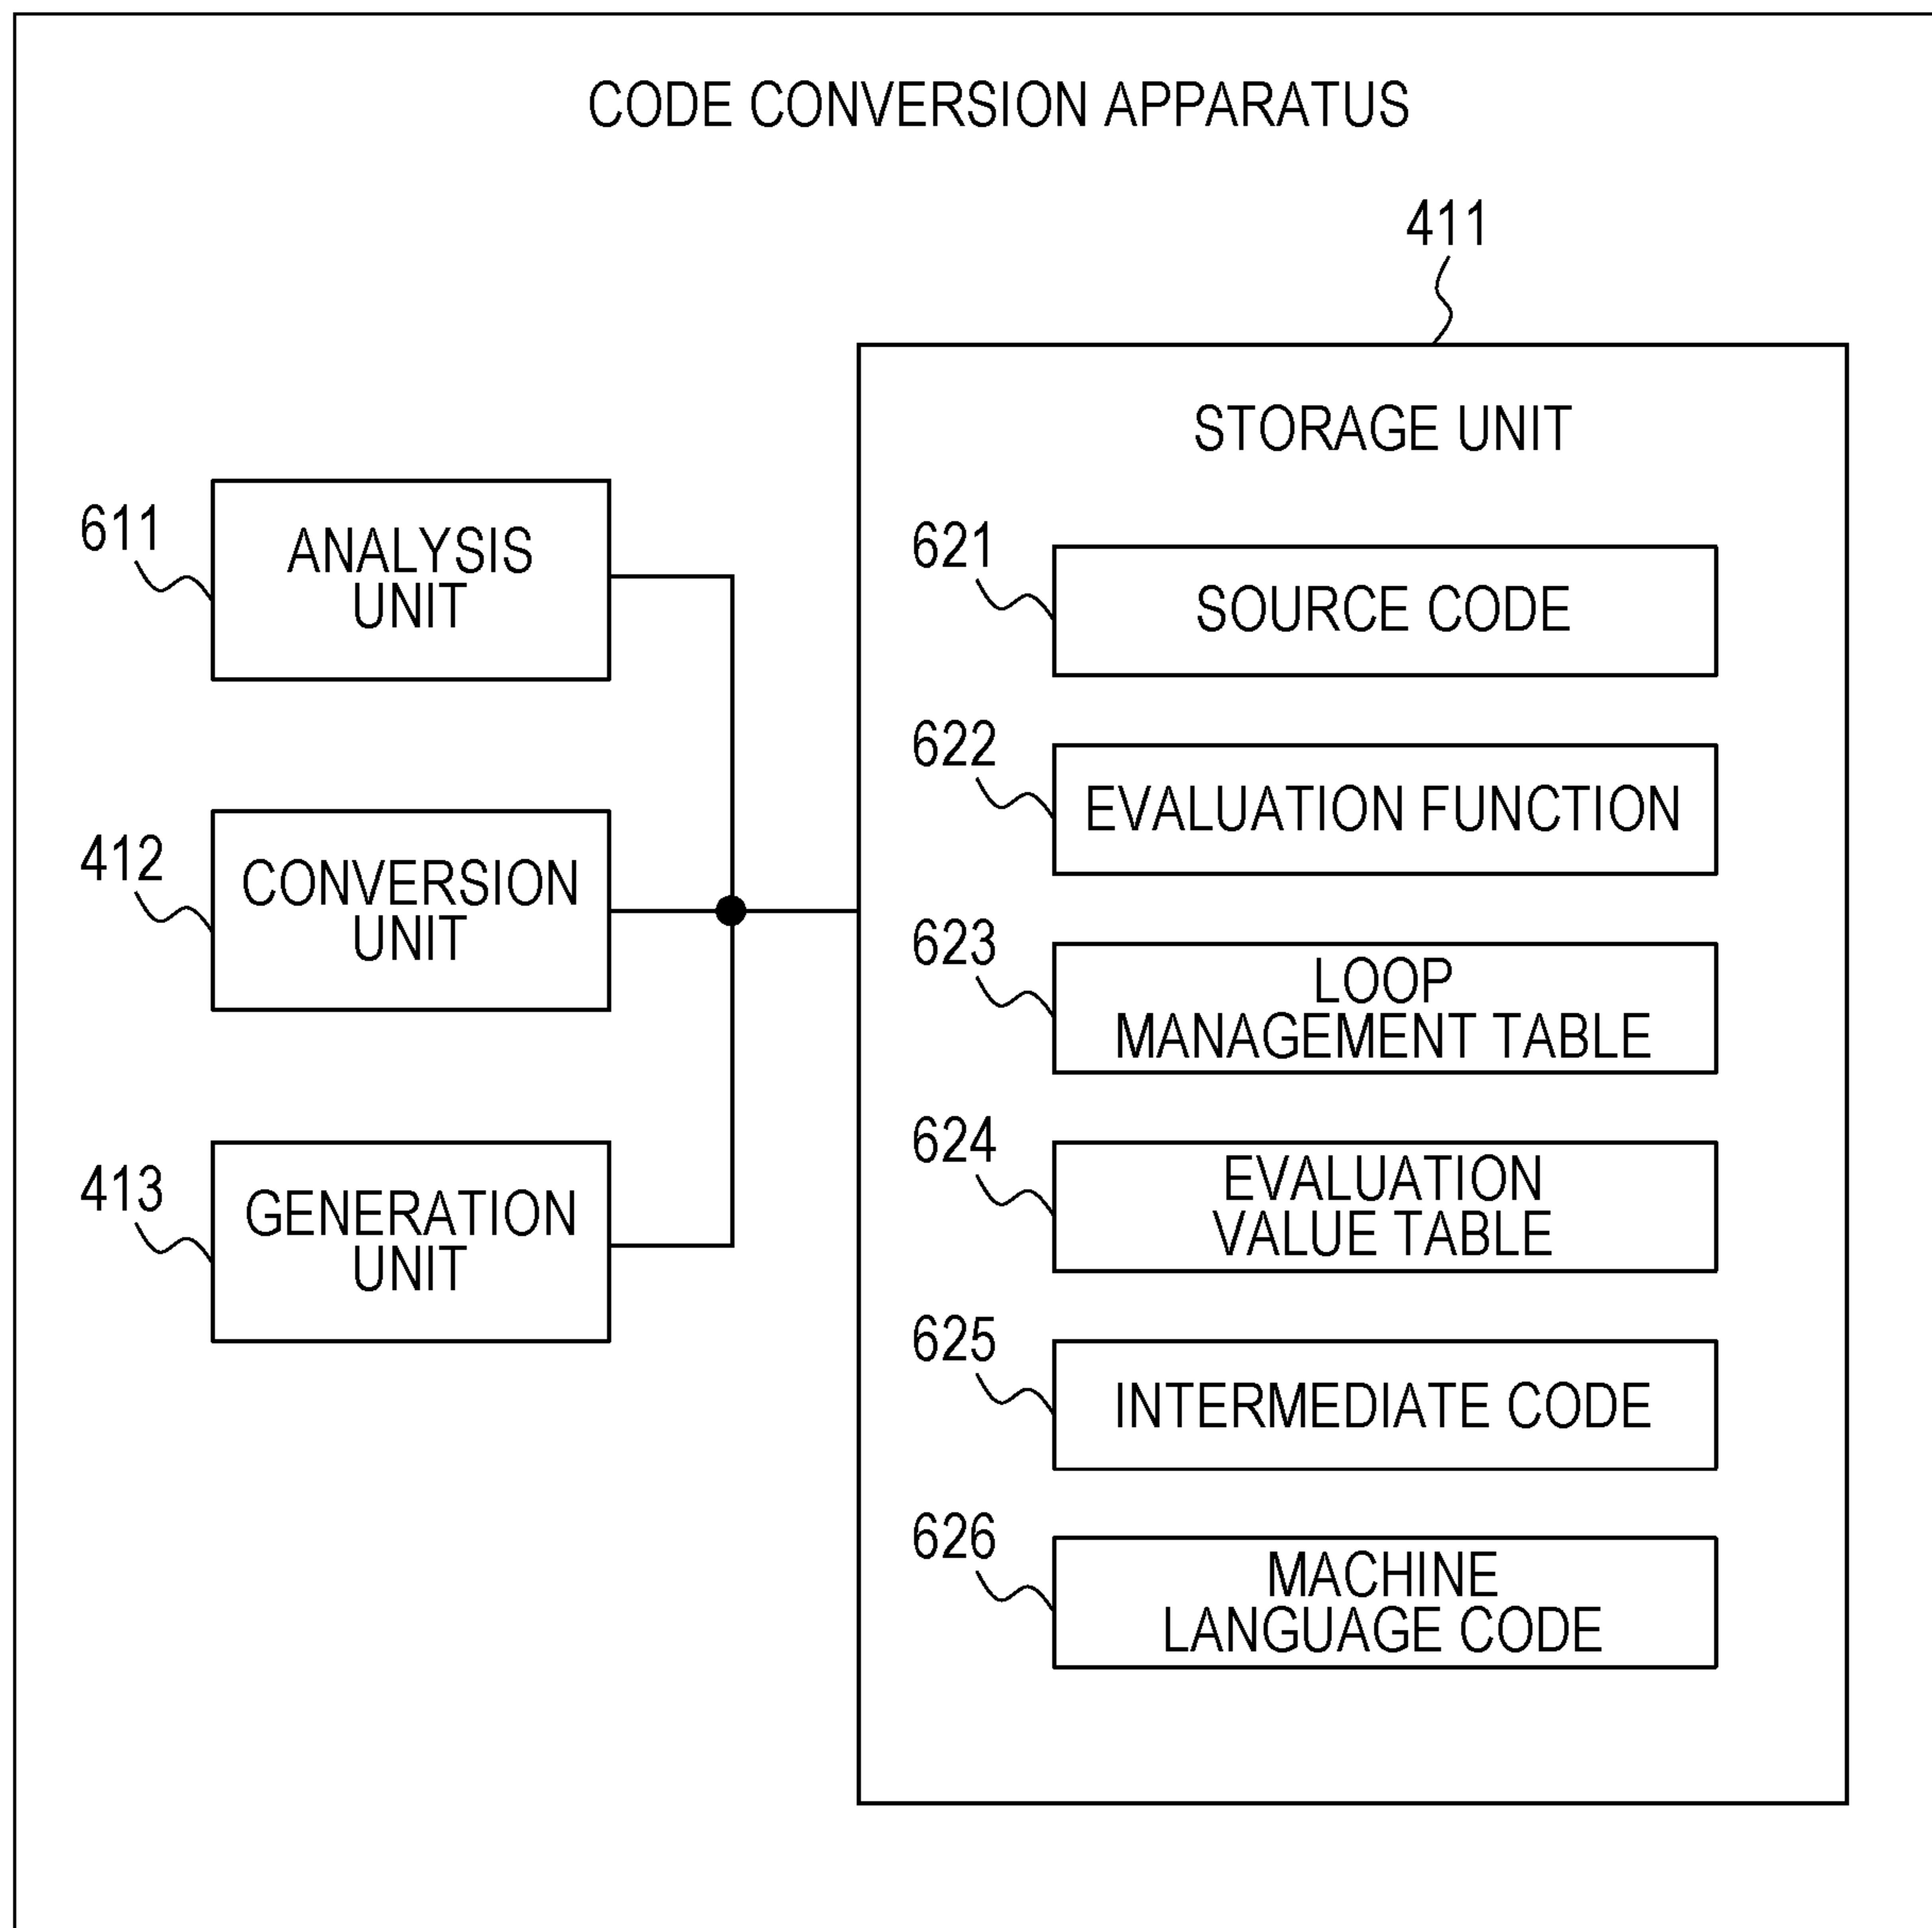 CODE CONVERSION APPARATUS
411
STORAGE UNIT
611
ANALYSIS
UNIT
412
CONVERSION
UNIT
413
GENERATION
UNIT
621
SOURCE CODE
622
EVALUATION FUNCTION
623
LOOP
MANAGEMENT TABLE
624
EVALUATION
VALUE TABLE
625
INTERMEDIATE CODE
626
MACHINE
LANGUAGE CODE